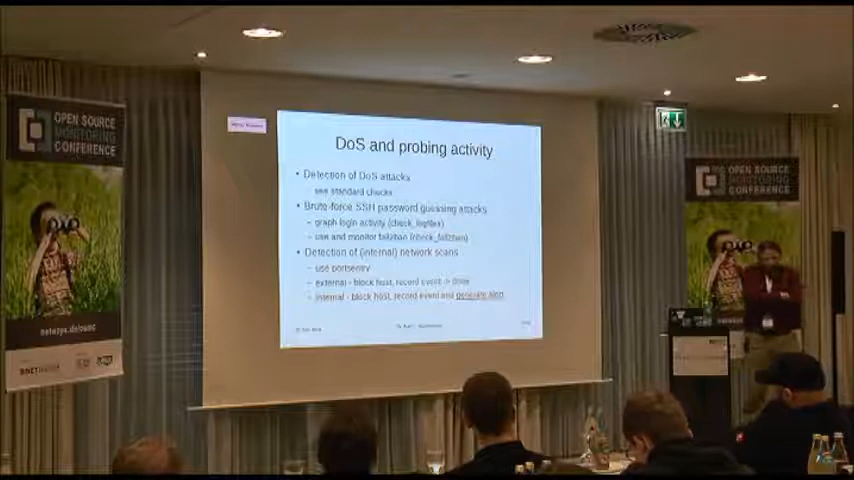 OPEN SOURCE
MONITORING
CONFERENCE
netways.de/osmc
DoS and probing activity
• Detection of DoS attacks
– see standard checks
• Brute-force SSH password guessing attacks
– graph login activity (check_logfiles)
– use and monitor fail2ban (check_fail2ban)
• Detection of (internal) network scans
– use portsentry
– external - block host, record event -> done
– internal - block host, record event and generate alert
OPEN SOURCE
MONITORING
CONFERENCE